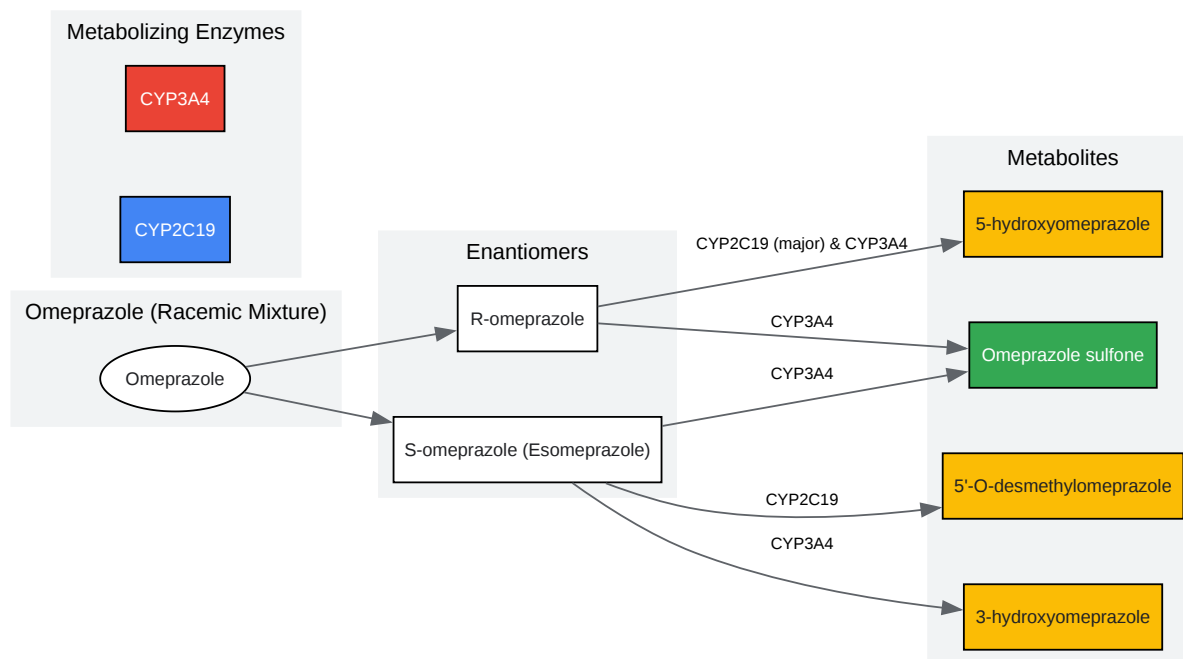 Metabolizing Enzymes
CYP3A4
CYP2C19
Omeprazole (Racemic Mixture)
Omeprazole
Enantiomers
R-omeprazole
S-omeprazole (Esomeprazole)
CYP2C19 (major) & CYP3A4
CYP3A4
CYP3A4
CYP2C19
CYP3A4
Metabolites
5-hydroxyomeprazole
Omeprazole sulfone
5'-O-desmethylomeprazole
3-hydroxyomeprazole